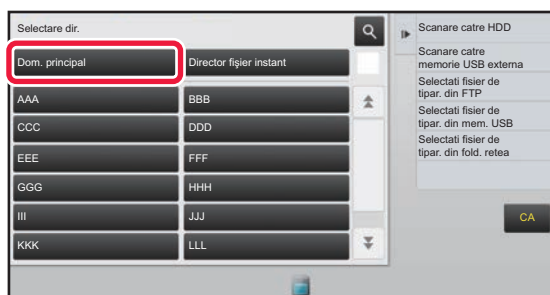 Selectare dir.
Dom. principal
Director fișier instant
AAA
BBB
CCC
DDD
EEE
FFF
GGG
HHH
III
JJJ
KKK
LLL
Scanare catre HDD
Scanare catre
memorie USB externa
Selectati fisier de
tipar. din FTP
Selectati fisier de
tipar. din mem. USB
Selectati fisier de
tipar. din fold. retea
CA